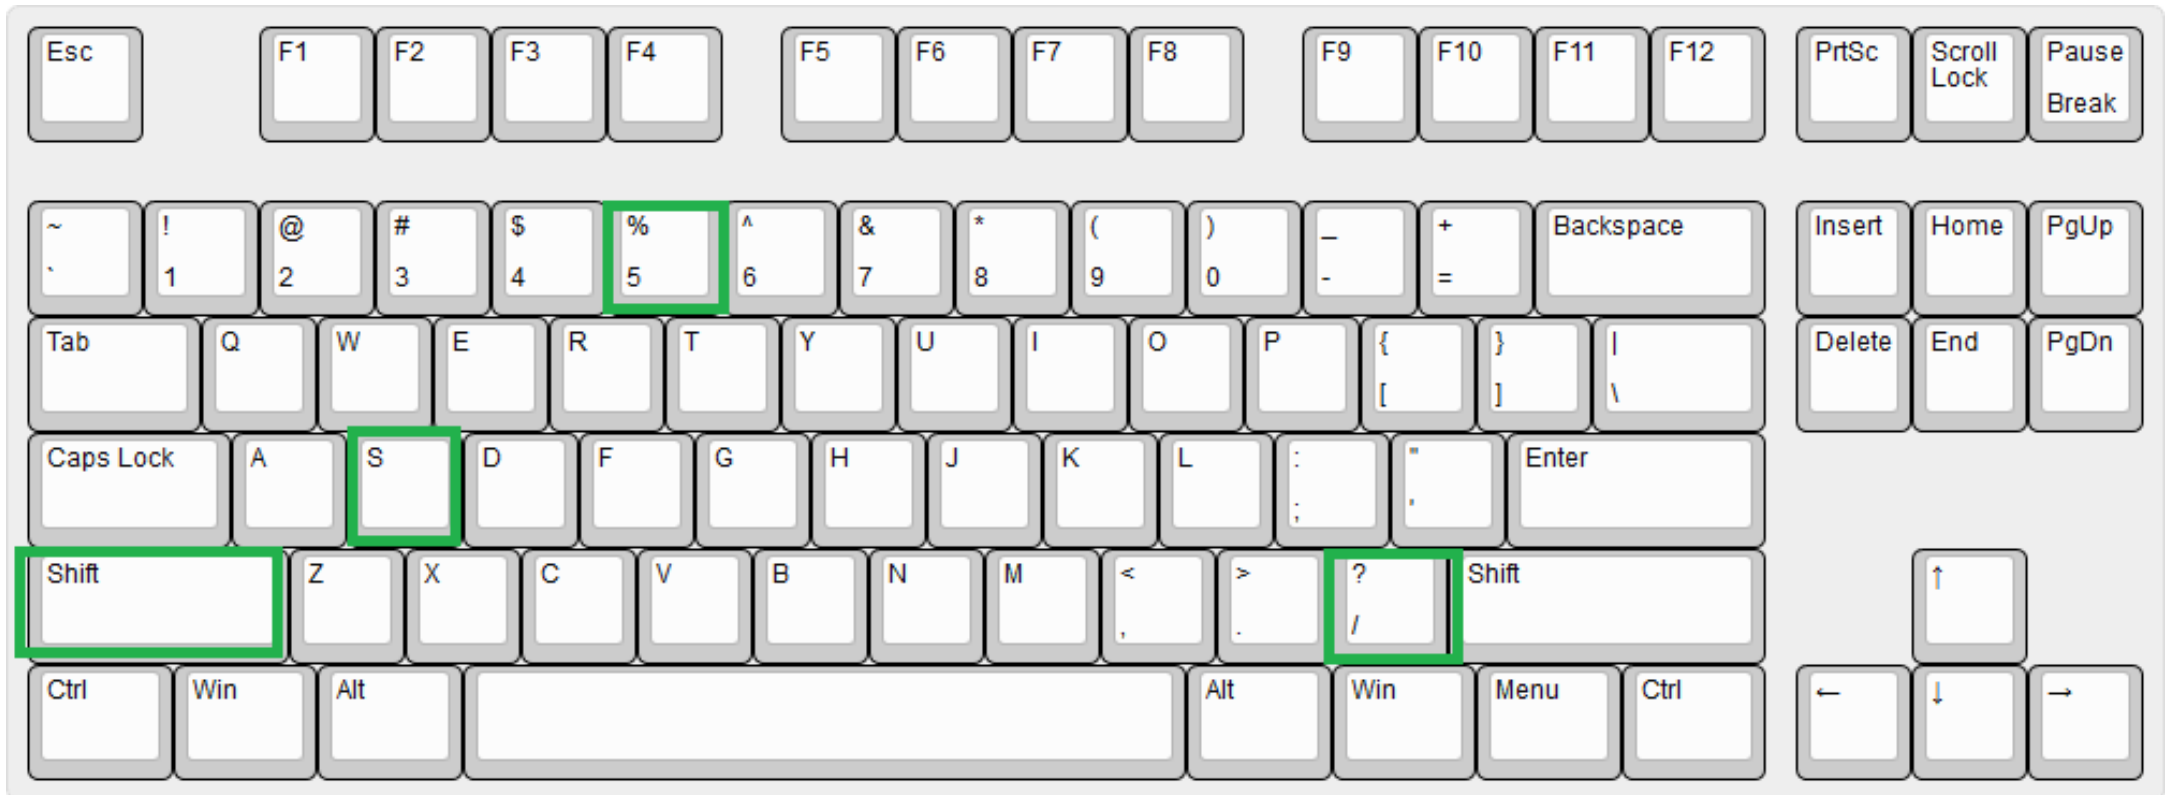 Esc F1 F2 F3 F4 F5 F6 F7 F8 F9 F10 F11 F12 PrtSc Scroll Lock Pause Break
~ ! @ # $ % ^ & * ( ) _ + Backspace Insert Home PgUp
` 1 2 3 4 5 6 7 8 9 0 - =
Tab Q W E R T Y U I O P { } | Delete End PgDn
[ ] \
Caps Lock A S D F G H J K L : " Enter
; '
Shift Z X C V B N M < > ? Shift ↑
, . /
Ctrl Win Alt Alt Win Menu Ctrl ← ↓ →